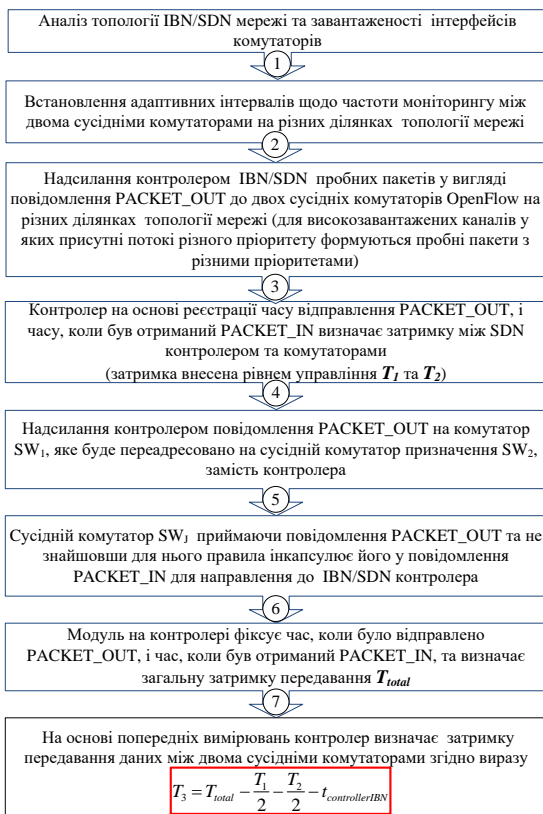 Аналіз топології IBN/SDN мережі та завантаженості інтерфейсів
комутаторів
1
Встановлення адаптивних інтервалів щодо частоти моніторингу між
двома сусідніми комутаторами на різних ділянках топології мережі
2
Надсилання контролером IBN/SDN пробних пакетів у вигляді
повідомлення PACKET_OUT до двох сусідніх комутаторів OpenFlow на
різних ділянках топології мережі (для високозавантажених каналів у
яких присутні потокі різного пріоритету формуються пробні пакети з
різними пріоритетами)
3
Контролер на основі реєстрації часу відправлення PACKET_OUT, і
часу, коли був отриманий PACKET_IN визначає затримку між SDN
контролером та комутаторами
(затримка внесена рівнем управління T₁ та T₂)
4
Надсилання контролером повідомлення PACKET_OUT на комутатор
SW₁, яке буде переадресовано на сусідній комутатор призначення SW₂,
замість контролера
5
Сусідній комутатор SWJ приймаючи повідомлення PACKET_OUT та не
знайшовши для нього правила інкапсулює його у повідомлення
PACKET_IN для направлення до IBN/SDN контролера
6
Модуль на контролері фіксує час, коли було відправлено
PACKET_OUT, і час, коли був отриманий PACKET_IN, та визначає
загальну затримку передавання Ttotal
7
На основі попередніх вимірювань контролер визначає затримку
передавання даних між двома сусідніми комутаторами згідно виразу
T₃ = Ttotal − T₁/2 − T₂/2 − tcontrollerIBN